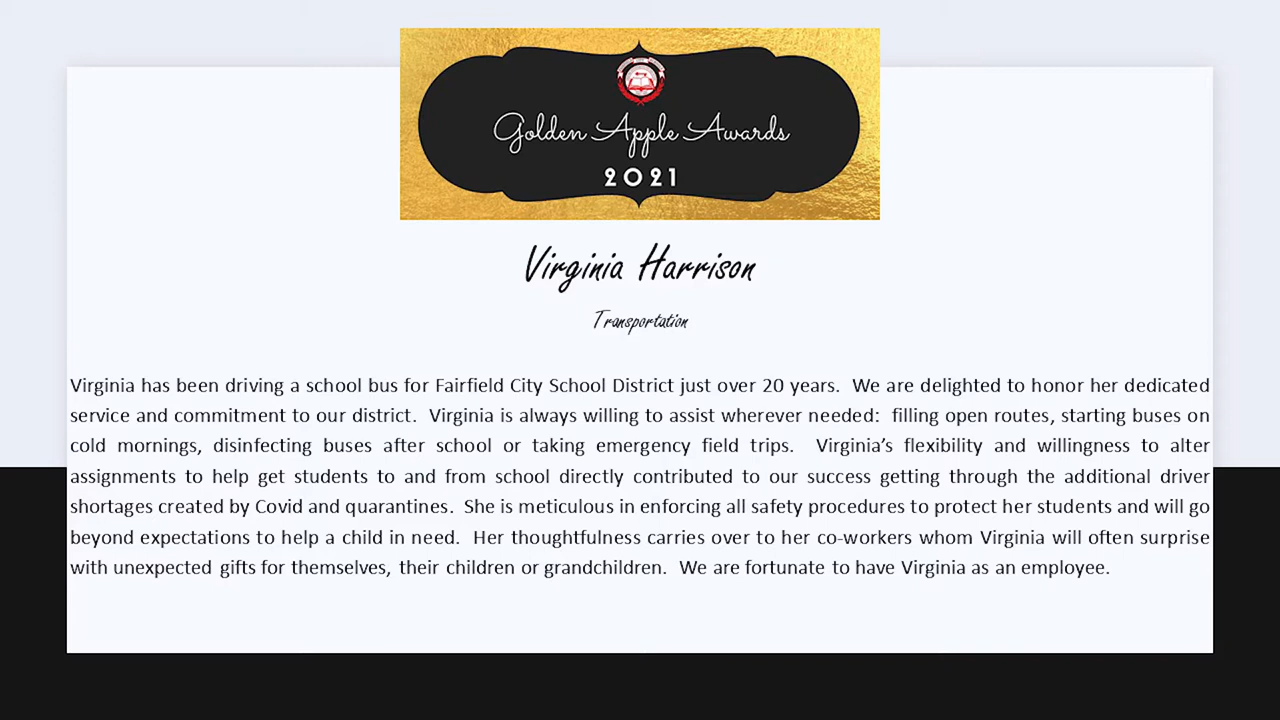 Golden Apple Awards
2021
Virginia Harrison
Transportation
Virginia has been driving a school bus for Fairfield City School District just over 20 years.  We are delighted to honor her dedicated
service and commitment to our district.  Virginia is always willing to assist wherever needed:  filling open routes, starting buses on
cold mornings, disinfecting buses after school or taking emergency field trips.  Virginia’s flexibility and willingness to alter
assignments to help get students to and from school directly contributed to our success getting through the additional driver
shortages created by Covid and quarantines.  She is meticulous in enforcing all safety procedures to protect her students and will go
beyond expectations to help a child in need.  Her thoughtfulness carries over to her co-workers whom Virginia will often surprise
with unexpected gifts for themselves, their children or grandchildren.  We are fortunate to have Virginia as an employee.